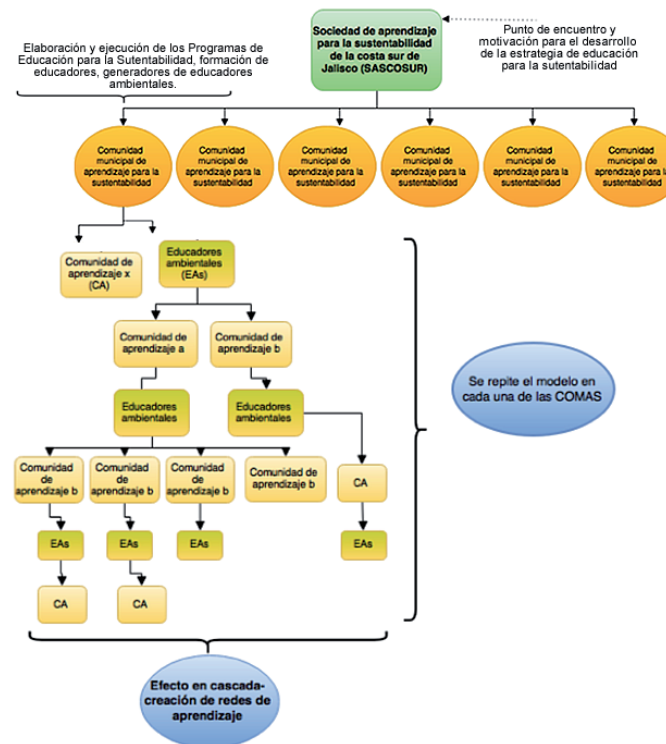 Elaboración y ejecución de los Programas de
Educación para la Sutentabilidad, formación de
educadores, generadores de educadores
ambientales.
Sociedad de aprendizaje
para la sustentabilidad
de la costa sur de
Jalisco (SASCOSUR)
Punto de encuentro y
motivación para el desarrollo
de la estrategia de educación
para la sutentabilidad
Comunidad
municipal de
aprendizaje para la
sustentabilidad
Comunidad
municipal de
aprendizaje para la
sustentabilidad
Comunidad
municipal de
aprendizaje para la
sustentabilidad
Comunidad
municipal de
aprendizaje para la
sustentabilidad
Comunidad
municipal de
aprendizaje para la
sustentabilidad
Comunidad
municipal de
aprendizaje para la
sustentabilidad
Comunidad de
aprendizaje x
(CA)
Educadores
ambientales
(EAs)
Comunidad de
aprendizaje a
Comunidad de
aprendizaje b
Educadores
ambientales
Educadores
ambientales
Comunidad
de
aprendizaje b
Comunidad
de
aprendizaje b
Comunidad
de
aprendizaje b
Comunidad de
aprendizaje b
CA
EAs
EAs
EAs
EAs
CA
CA
Se repite el modelo en
cada una de las COMAS
Efecto en cascada-
creación de redes de
aprendizaje